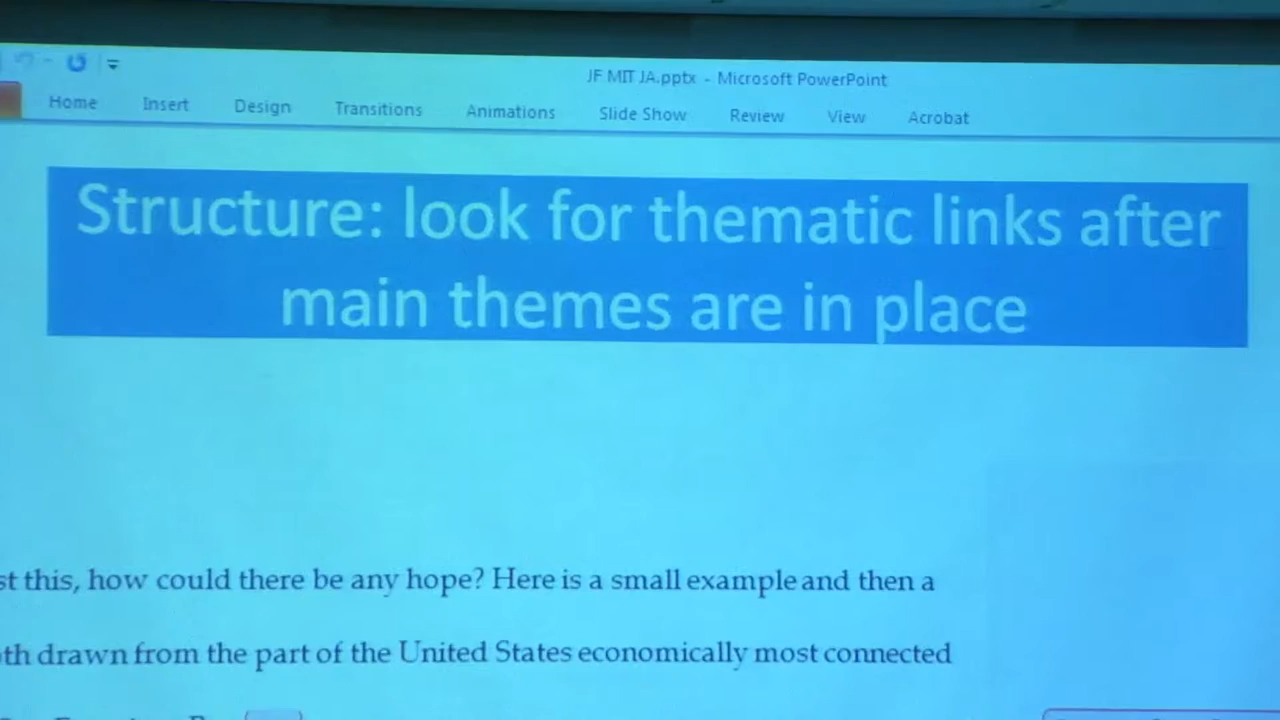 JF MIT JA.pptx - Microsoft PowerPoint
Home Insert Design Transitions Animations Slide Show Review View Acrobat
Structure: look for thematic links after
main themes are in place
st this, how could there be any hope? Here is a small example and then a
th drawn from the part of the United States economically most connected